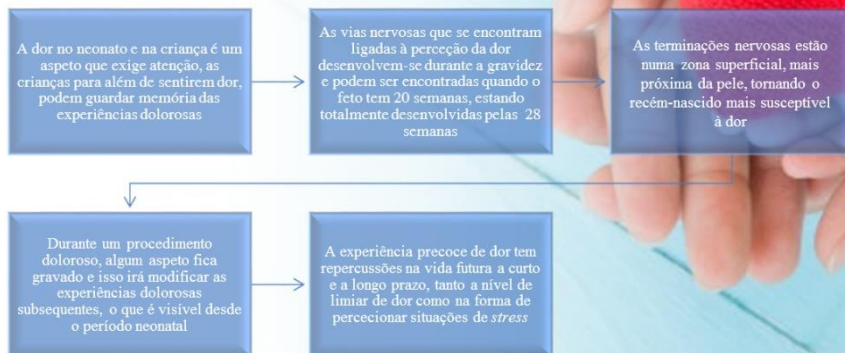 A dor no neonato e na criança é um
aspeto que exige atenção, as
crianças para além de sentirem dor,
podem guardar memória das
experiências dolorosas
As vias nervosas que se encontram
ligadas à perceção da dor
desenvolvem-se durante a gravidez
e podem ser encontradas quando o
feto tem 20 semanas, estando
totalmente desenvolvidas pelas 28
semanas
As terminações nervosas estão
numa zona superficial, mais
próxima da pele, tornando o
recém-nascido mais susceptível
à dor
Durante um procedimento
doloroso, algum aspeto fica
gravado e isso irá modificar as
experiências dolorosas
subsequentes, o que é visível desde
o período neonatal
A experiência precoce de dor tem
repercussões na vida futura a curto
e a longo prazo, tanto a nível de
limiar de dor como na forma de
percecionar situações de stress